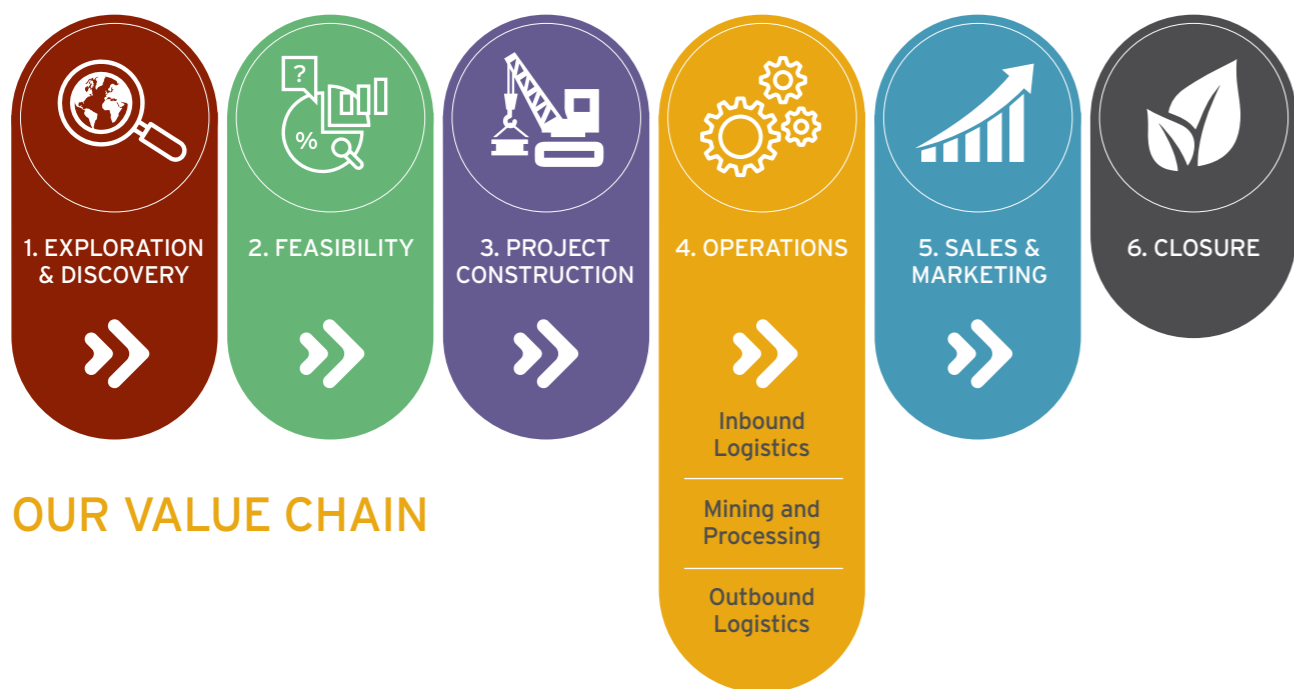 ?
%
1. EXPLORATION
& DISCOVERY
2. FEASIBILITY
3. PROJECT
CONSTRUCTION
4. OPERATIONS
Inbound
Logistics
Mining and
Processing
Outbound
Logistics
5. SALES &
MARKETING
6. CLOSURE
OUR VALUE CHAIN